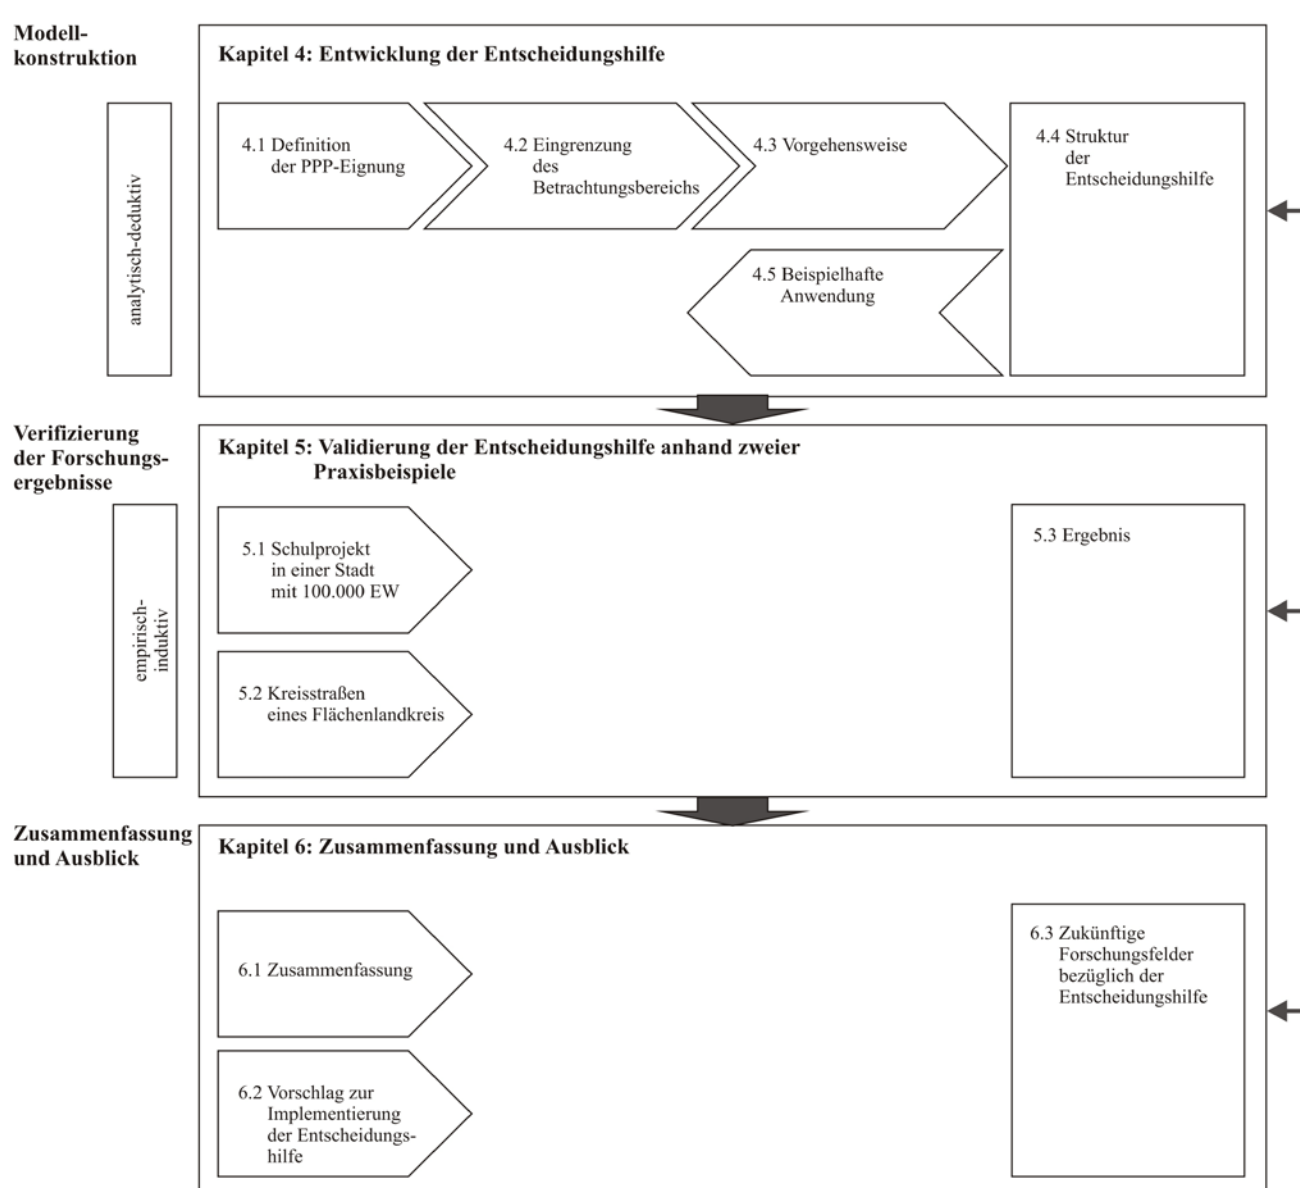 Modell-
konstruktion
Kapitel 4: Entwicklung der Entscheidungshilfe
analytisch-deduktiv
4.1 Definition
der PPP-Eignung
4.2 Eingrenzung
des
Betrachtungsbereichs
4.3 Vorgehensweise
4.4 Struktur
der
Entscheidungshilfe
4.5 Beispielhafte
Anwendung
Verifizierung
der Forschungs-
ergebnisse
Kapitel 5: Validierung der Entscheidungshilfe anhand zweier
Praxisbeispiele
empirisch-
induktiv
5.1 Schulprojekt
in einer Stadt
mit 100.000 EW
5.2 Kreisstraßen
eines Flächenlandkreis
5.3 Ergebnis
Zusammenfassung
und Ausblick
Kapitel 6: Zusammenfassung und Ausblick
6.1 Zusammenfassung
6.2 Vorschlag zur
Implementierung
der Entscheidungs-
hilfe
6.3 Zukünftige
Forschungsfelder
bezüglich der
Entscheidungshilfe